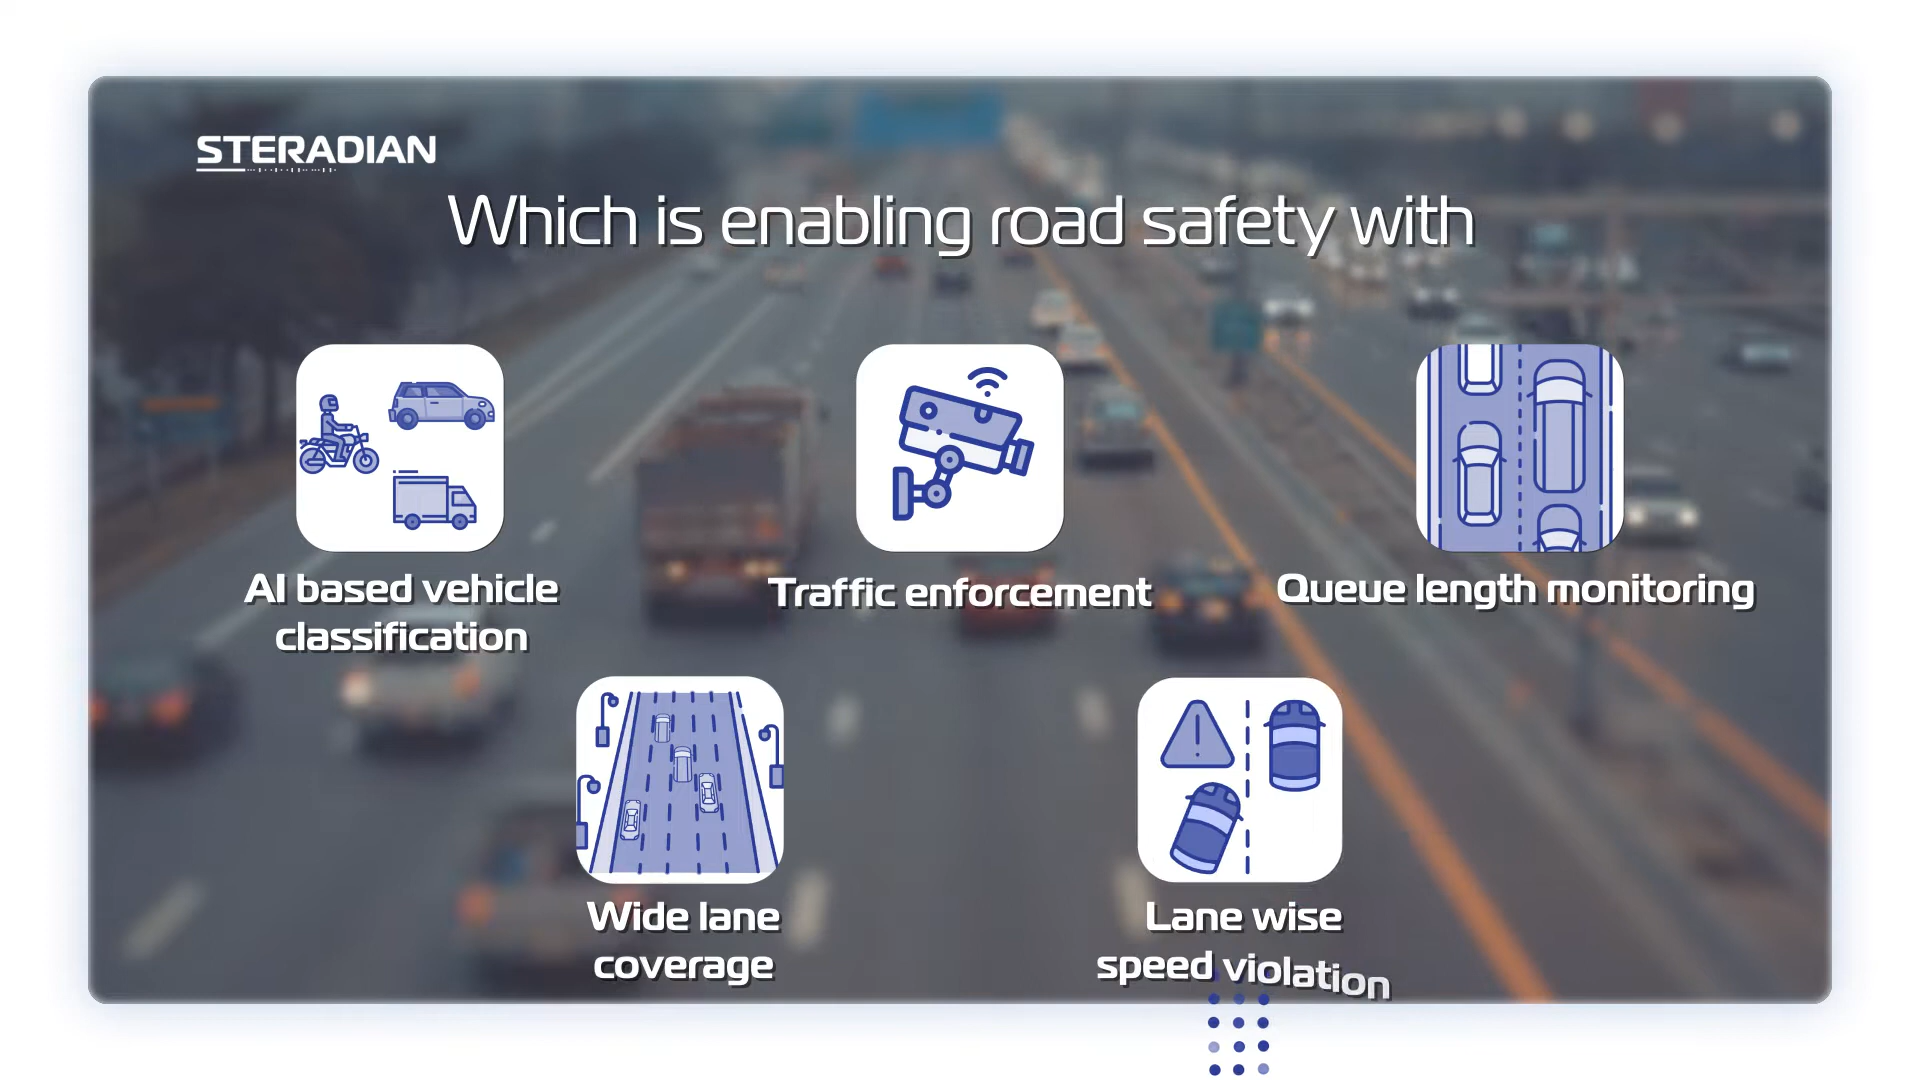 STERADIAN
Which is enabling road safety with
AI based vehicle
classification
Traffic enforcement
Queue length monitoring
Wide lane
coverage
Lane wise
speed violation